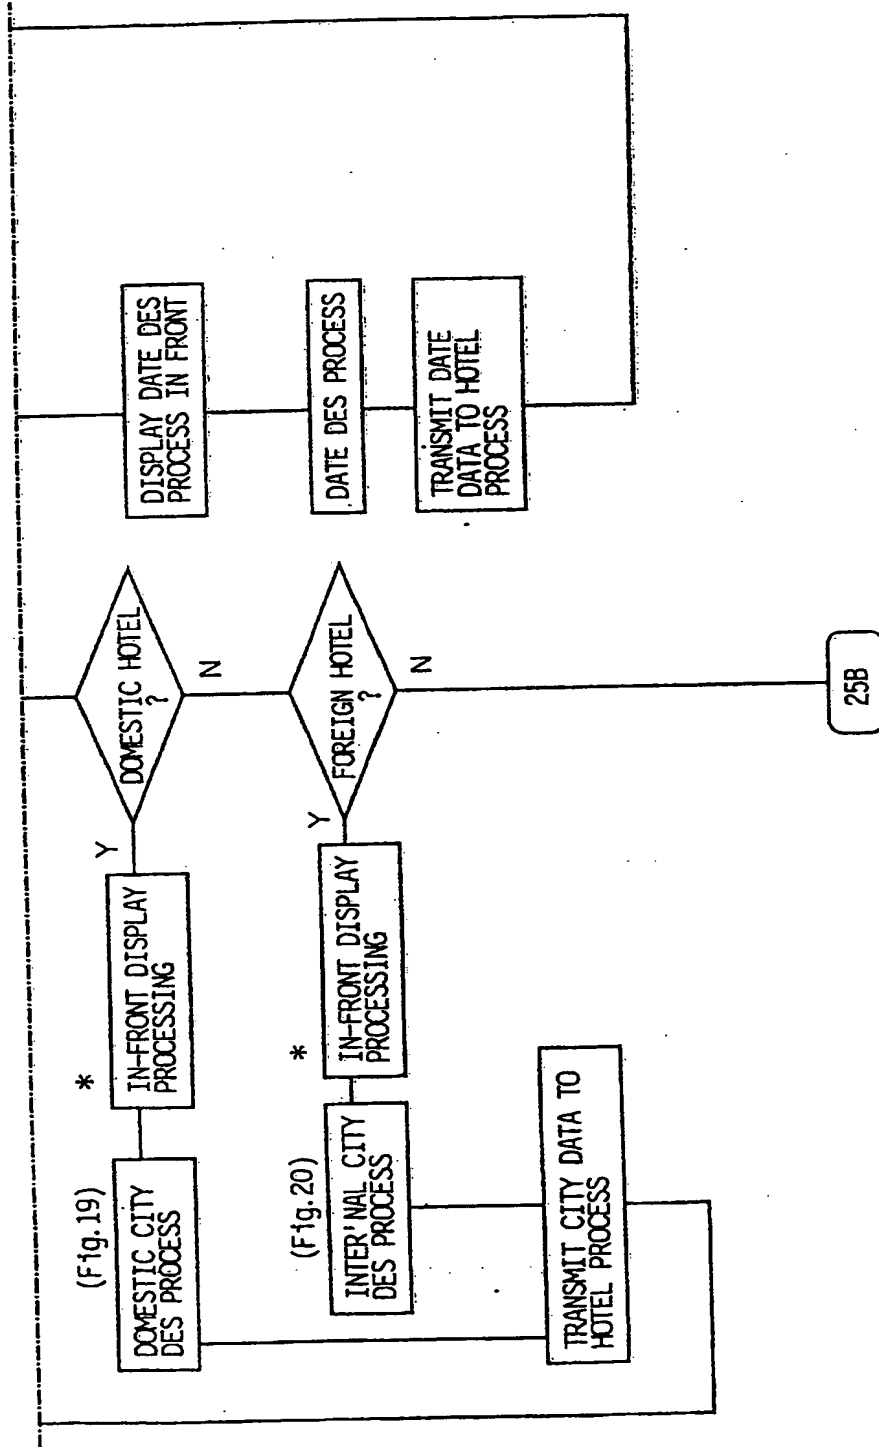 (Fig.19)
DOMESTIC CITY
DES PROCESS
*
IN-FRONT DISPLAY
PROCESSING
Y
DOMESTIC HOTEL
?
N
DISPLAY DATE DES
PROCESS IN FRONT
(Fig.20)
INTER'NAL CITY
DES PROCESS
*
IN-FRONT DISPLAY
PROCESSING
Y
FOREIGN HOTEL
?
N
DATE DES PROCESS
TRANSMIT DATE
DATA TO HOTEL
PROCESS
TRANSMIT CITY DATA TO
HOTEL PROCESS
25B